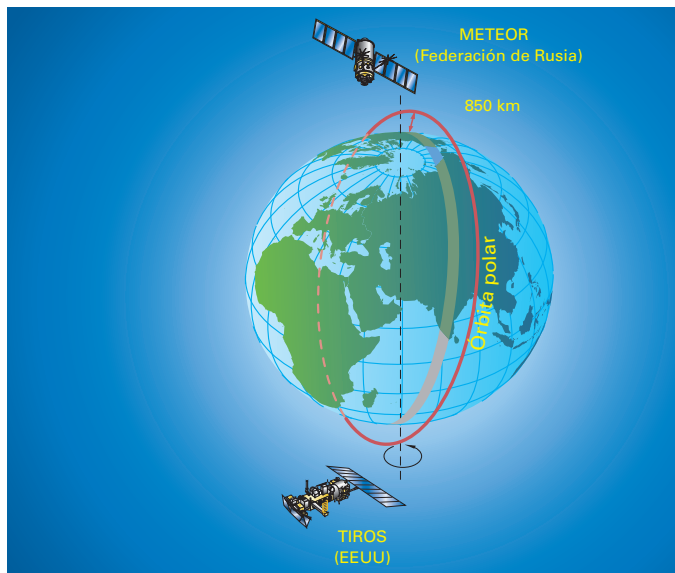 METEOR
(Federación de Rusia)
850 km
Órbita polar
TIROS
(EEUU)